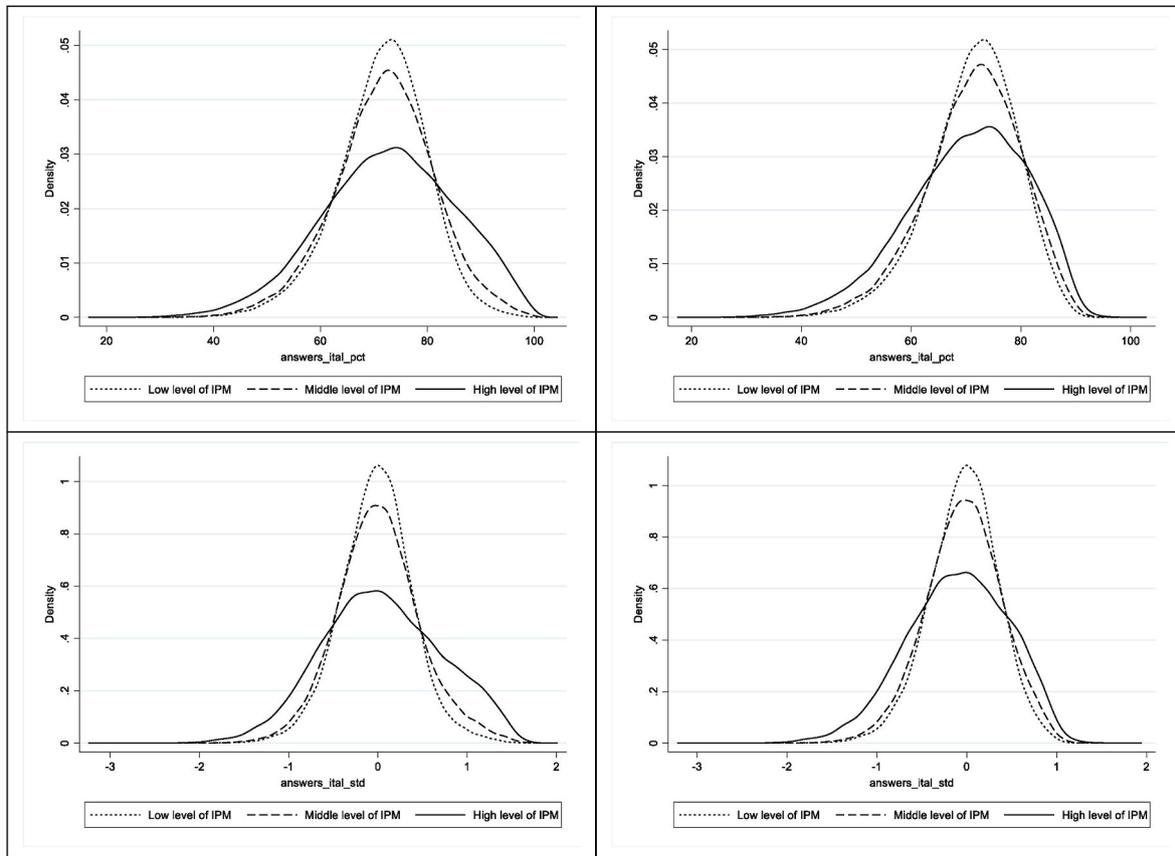 .05
.04
.03
.02
.01
0
Density
20 40 60 80 100
answers_ital_pct
Low level of IPM Middle level of IPM High level of IPM
.05
.04
.03
.02
.01
0
Density
20 40 60 80 100
answers_ital_pct
Low level of IPM Middle level of IPM High level of IPM
1
.8
.6
.4
.2
0
Density
-3 -2 -1 0 1 2
answers_ital_std
Low level of IPM Middle level of IPM High level of IPM
1
.8
.6
.4
.2
0
Density
-3 -2 -1 0 1 2
answers_ital_std
Low level of IPM Middle level of IPM High level of IPM